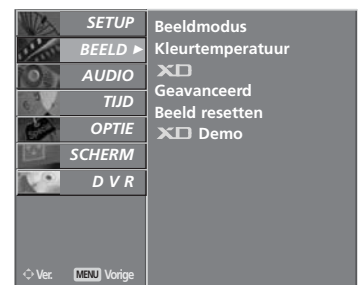 SETUP
BEELD ►
AUDIO
TIJD
OPTIE
SCHERM
D V R
Ver. MENU Vorige
Beeldmodus
Kleurtemperatuur
XD
Geavanceerd
Beeld resetten
XD Demo